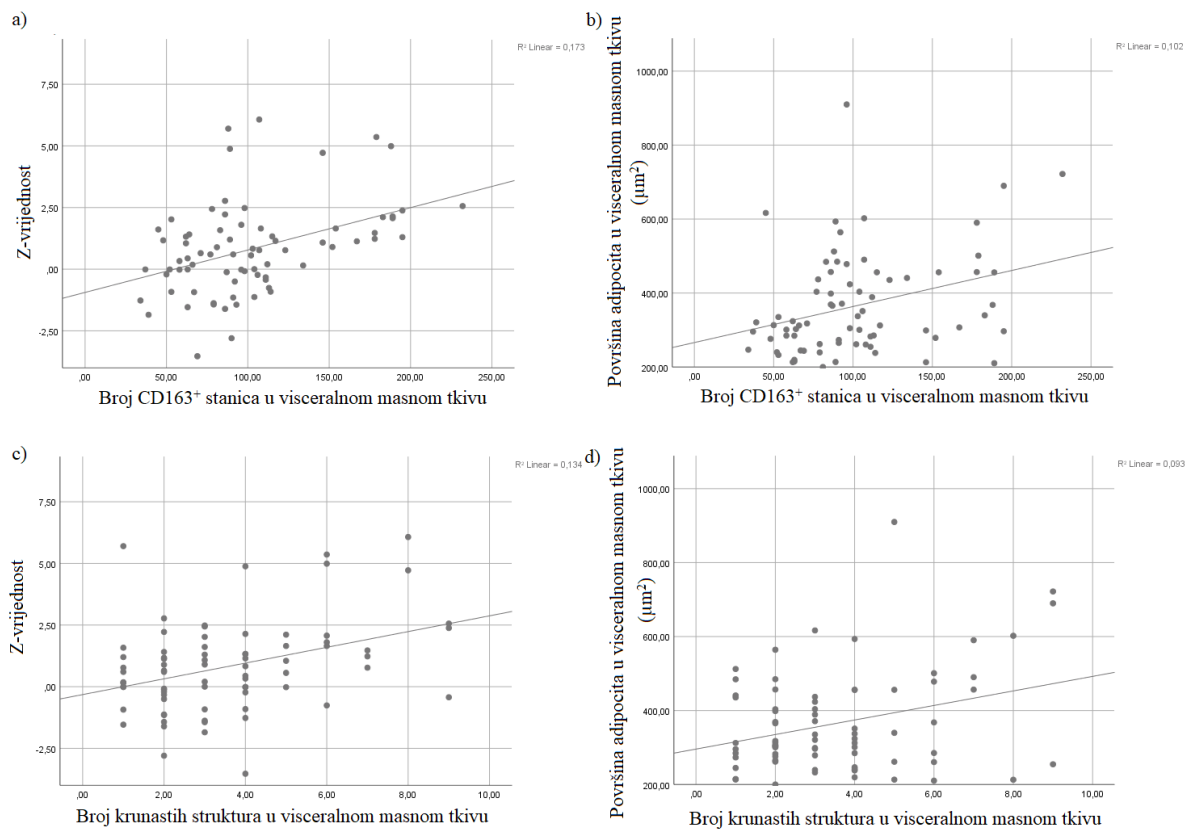 a)
R² Linear = 0,173
7,50
5,00
2,50
,00
-2,50
Z-vrijednost
,00 50,00 100,00 150,00 200,00 250,00
Broj CD163⁺ stanica u visceralnom masnom tkivu
b)
R² Linear = 0,102
1000,00
800,00
600,00
400,00
200,00
Površina adipocita u visceralnom masnom tkivu
(µm²)
,00 50,00 100,00 150,00 200,00 250,00
Broj CD163⁺ stanica u visceralnom masnom tkivu
c)
R² Linear = 0,134
7,50
5,00
2,50
,00
-2,50
Z-vrijednost
,00 2,00 4,00 6,00 8,00 10,00
Broj krunastih struktura u visceralnom masnom tkivu
d)
R² Linear = 0,093
1000,00
800,00
600,00
400,00
200,00
Površina adipocita u visceralnom masnom tkivu
(µm²)
,00 2,00 4,00 6,00 8,00 10,00
Broj krunastih struktura u visceralnom masnom tkivu